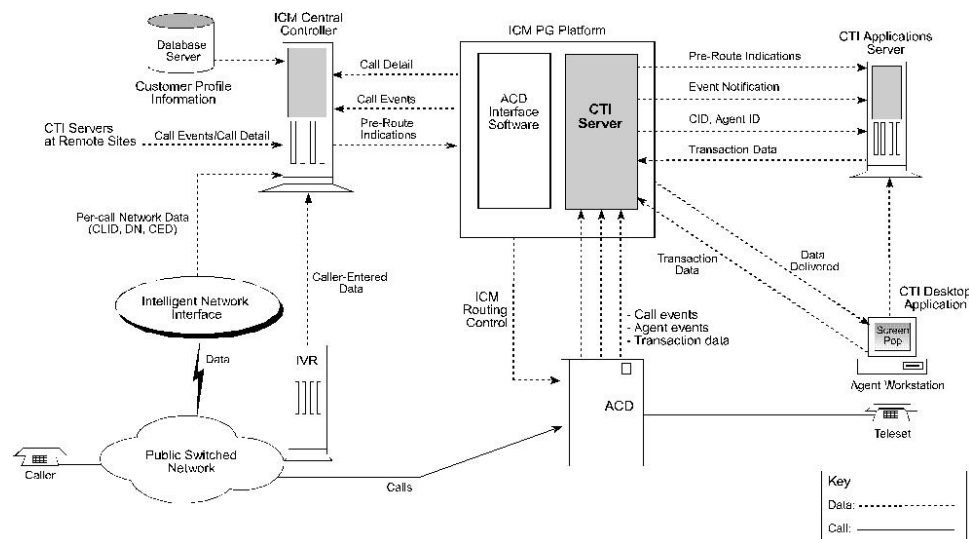 ICM Central
Controller
Database
Server
Customer Profile
Information
CTI Servers
at Remote Sites
Call Events/Call Detail
Call Detail
Call Events
Pre-Route
Indications
ICM PG Platform
ACD
Interface
Software
CTI
Server
Pre-Route Indications
Event Notification
CID, Agent ID
Transaction Data
CTI Applications
Server
Per-call Network Data
(CLID, DN, CED)
Intelligent Network
Interface
Data
Caller-Entered
Data
IVR
ICM
Routing
Control
- Call events
- Agent events
- Transaction data
Transaction
Data
Data
Delivered
CTI Desktop
Application
Screen
Pop
Agent Workstation
ACD
Teleset
Caller
Public Switched
Network
Calls
Key
Data:
Call: